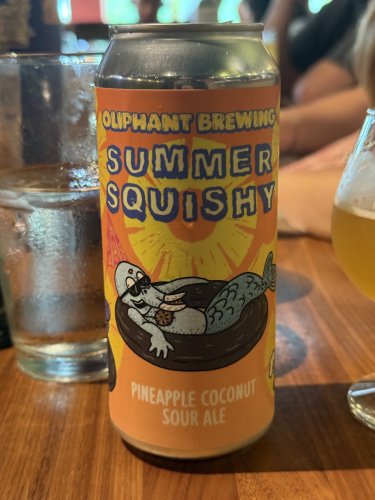 OLIPHANT BREWING
SUMMER
SQUISHY
PINEAPPLE COCONUT
SOUR ALE